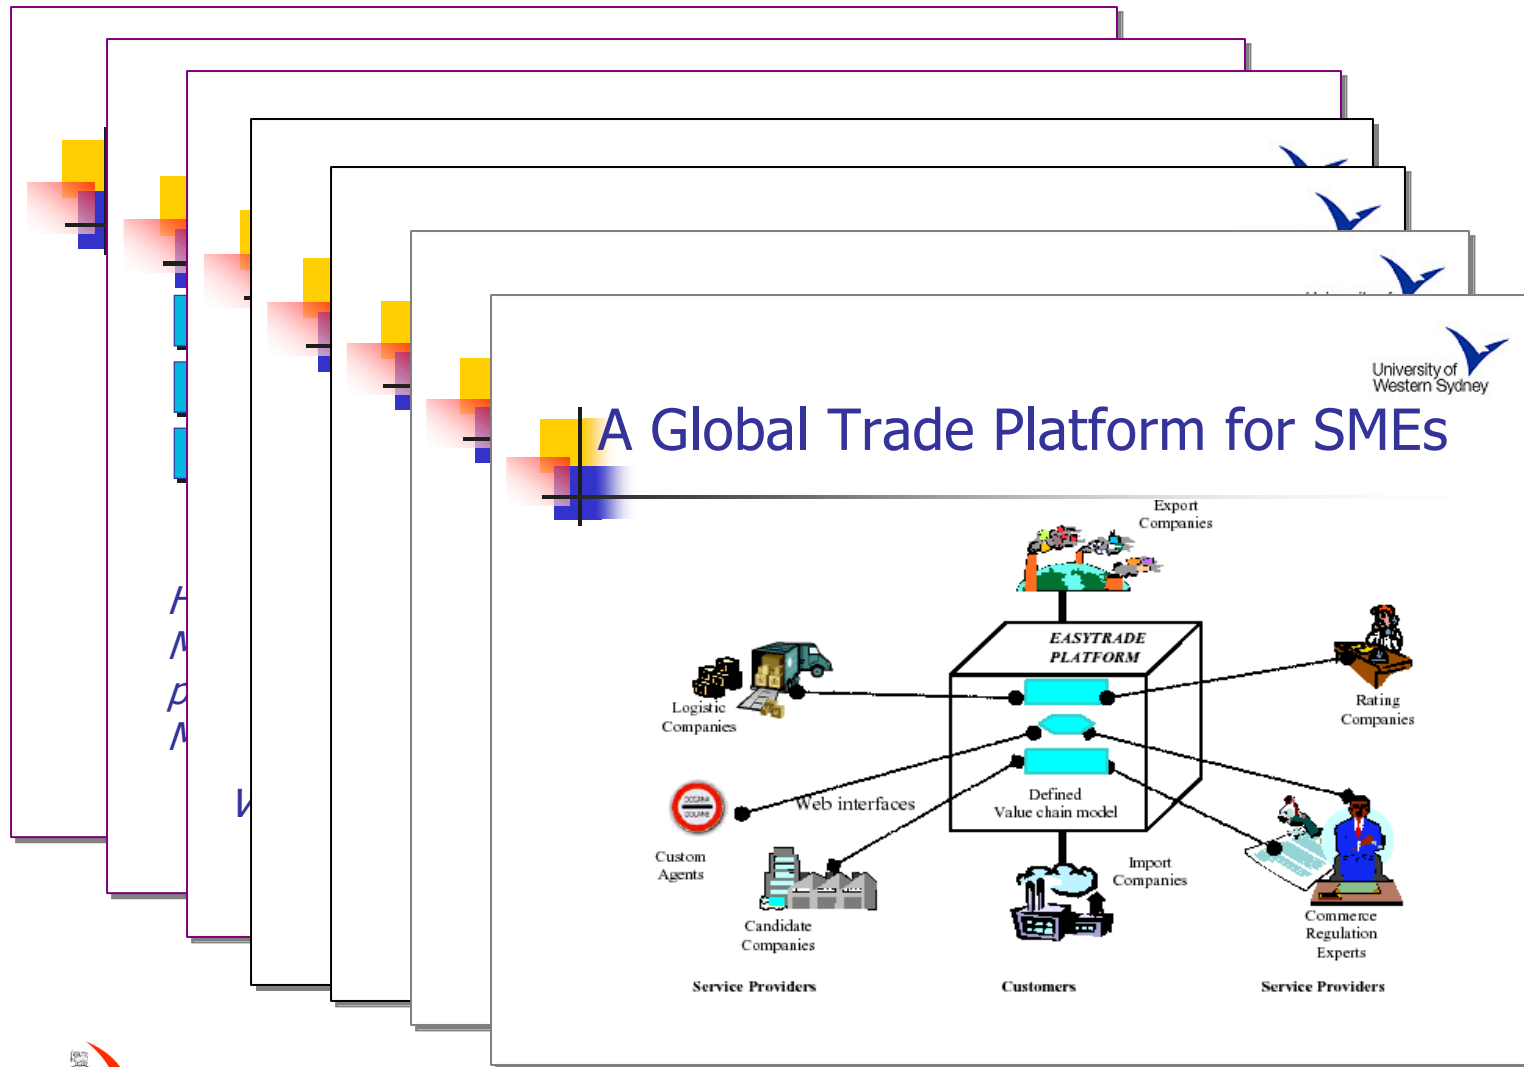 University of
Western Sydney
A Global Trade Platform for SMEs
Export
Companies
EASYTRADE
PLATFORM
Logistic
Companies
Rating
Companies
Web interfaces
Defined
Value chain model
Custom
Agents
Import
Companies
Candidate
Companies
Commerce
Regulation
Experts
Service Providers
Customers
Service Providers